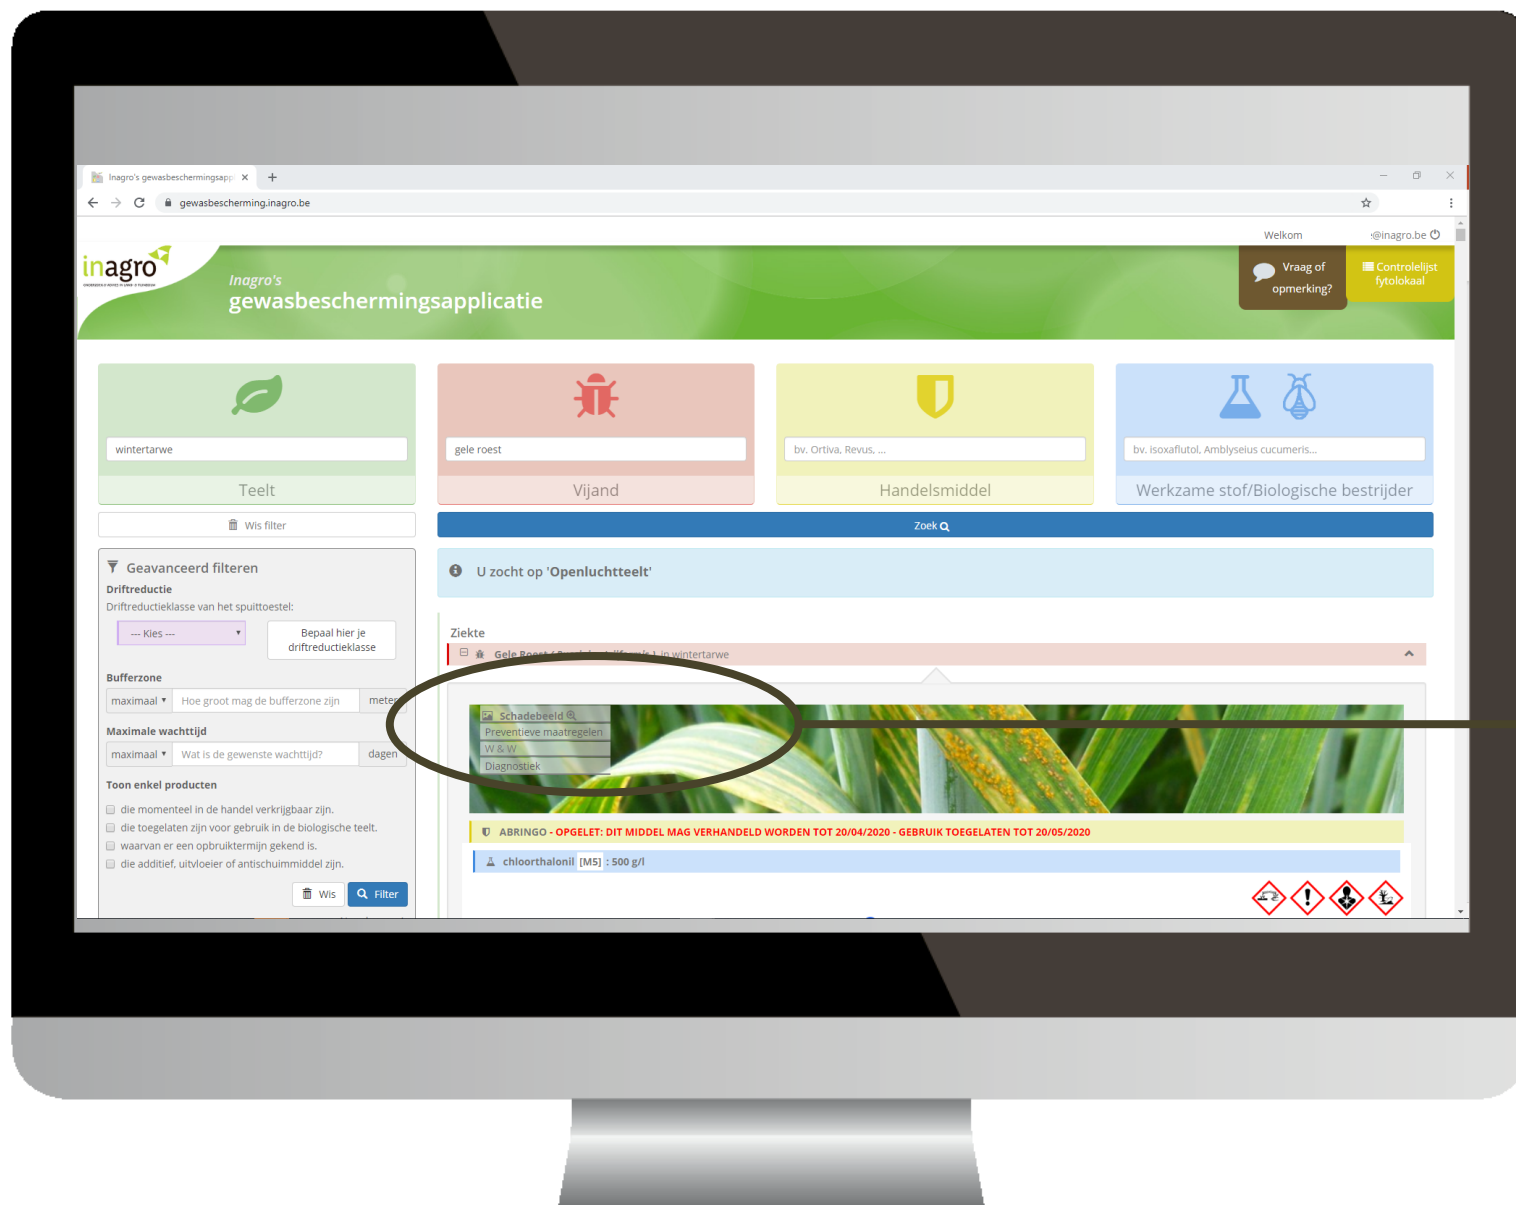 Inagro's gewasbeschermingsapp
gewasbescherming.inagro.be
Welkom :@inagro.be
inagro
Inagro's
gewasbeschermingsapplicatie
Vraag of
opmerking?
Controlelijst
fytolokaal
wintertarwe
gele roest
bv. Ortiva, Revus, ...
bv. isoxaflutol, Amblyseius cucumeris...
Teelt
Vijand
Handelsmiddel
Werkzame stof/Biologische bestrijder
Wis filter
Zoek
Geavanceerd filteren
Driftreductie
Driftreductieklasse van het spuittoestel:
--- Kies ---
Bepaal hier je
driftreductieklasse
Bufferzone
maximaal Hoe groot mag de bufferzone zijn meter
Maximale wachttijd
maximaal Wat is de gewenste wachttijd? dagen
Toon enkel producten
die momenteel in de handel verkrijgbaar zijn.
die toegelaten zijn voor gebruik in de biologische teelt.
waarvan er een opbruiktermijn gekend is.
die additief, uitvloeier of antischuimmiddel zijn.
Wis
Filter
U zocht op 'Openluchtteelt'
Ziekte
Gele Roest in wintertarwe
Schadebeeld
Preventieve maatregelen
W & W
Diagnostiek
ABRINGO - OPGELET: DIT MIDDEL MAG VERHANDELD WORDEN TOT 20/04/2020 - GEBRUIK TOEGELATEN TOT 20/05/2020
chloorthalonil [M5] : 500 g/l